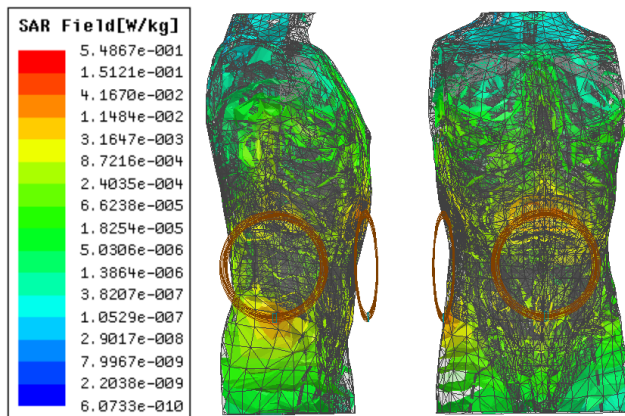 SAR Field[W/kg]
5.4867e-001
1.5121e-001
4.1670e-002
1.1484e-002
3.1647e-003
8.7216e-004
2.4035e-004
6.6238e-005
1.8254e-005
5.0306e-006
1.3864e-006
3.8207e-007
1.0529e-007
2.9017e-008
7.9967e-009
2.2038e-009
6.0733e-010